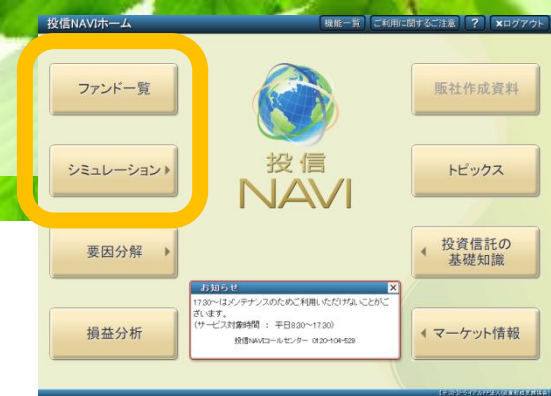 投信NAVIホーム
機能一覧 ご利用に関するご注意 ? ×ログアウト
ファンド一覧
販社作成資料
シミュレーション
投信
NAVI
トピックス
要因分解
投資信託の
基礎知識
お知らせ
17:30～はメンテナンスのためご利用いただけないことがご
ざいます。
(サービス対象時間 : 平日8:30～17:30)
投信NAVIコールセンター 0120-104-529
損益分析
マーケット情報